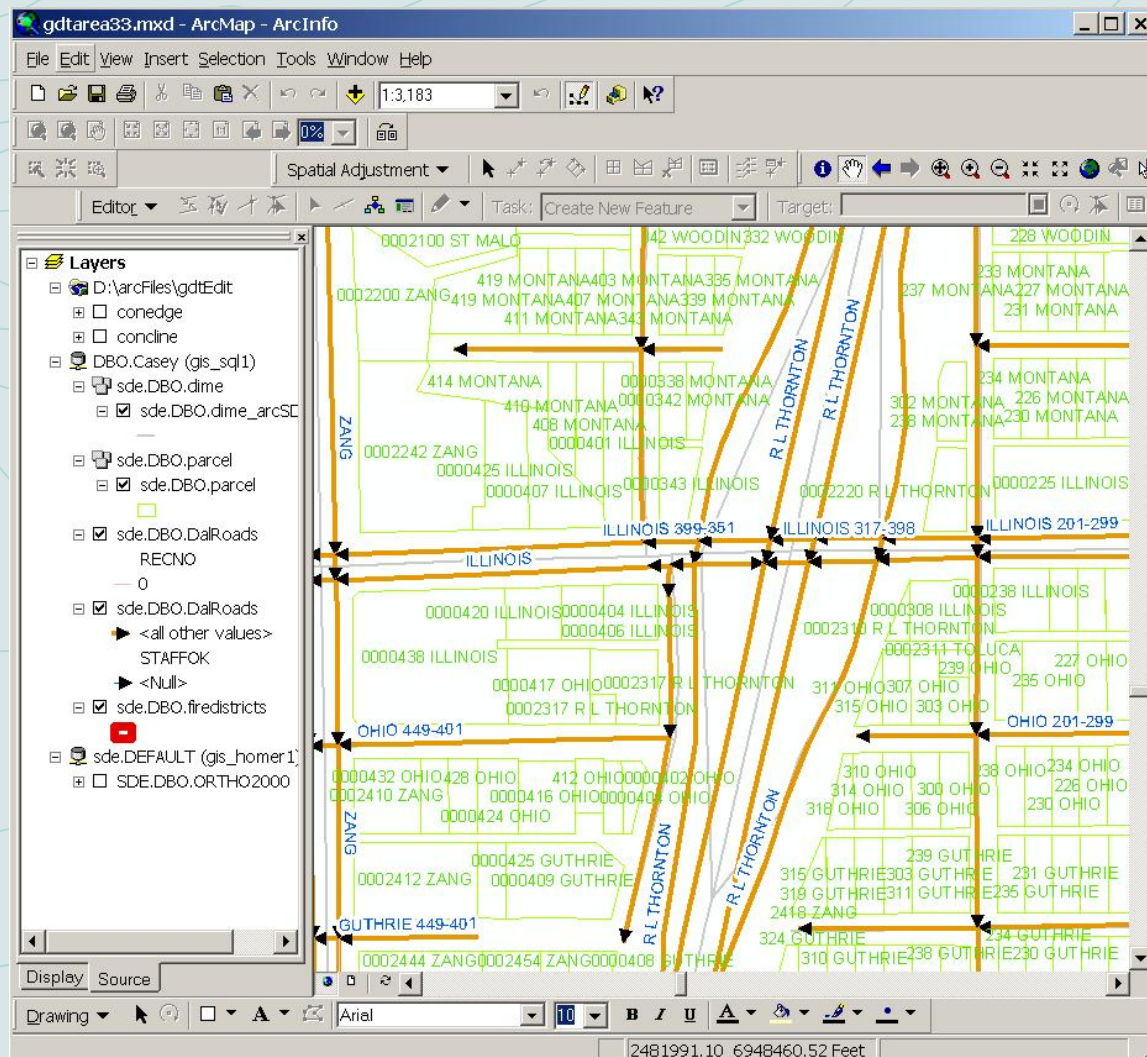 gdtarea33.mxd - ArcMap - ArcInfo
File Edit View Insert Selection Tools Window Help
1:3,183
0%
Spatial Adjustment
Editor
Task: Create New Feature
Target:
Layers
D:\arcFiles\gdtEdit
conedge
concline
DBO.Casey (gis_sql1)
sde.DBO.dime
sde.DBO.dime_arcSD
sde.DBO.parcel
sde.DBO.parcel
sde.DBO.DalRoads
RECNO
0
sde.DBO.DalRoads
<all other values>
STAFFOK
<Null>
sde.DBO.firedistricts
sde.DEFAULT (gis_homer1)
SDE.DBO.ORTHO2000
Display Source
0002100 ST MALO
342 WOODIN 332 WOODIN
228 WOODIN
419 MONTANA 403 MONTANA 335 MONTANA
233 MONTANA
0002200 ZANG 419 MONTANA 407 MONTANA 339 MONTANA
237 MONTANA 227 MONTANA
411 MONTANA 343 MONTANA
231 MONTANA
R L THORNTON
R L THORNTON
414 MONTANA
0000338 MONTANA
234 MONTANA
410 MONTANA 0000342 MONTANA
302 MONTANA 226 MONTANA
408 MONTANA
238 MONTANA 230 MONTANA
ZANG
0000401 ILLINOIS
0002242 ZANG
0000425 ILLINOIS
0000407 ILLINOIS 0000343 ILLINOIS
0002220 R L THORNTON
0000225 ILLINOIS
ILLINOIS 399-351
ILLINOIS 317-398
ILLINOIS 201-299
ILLINOIS
0000238 ILLINOIS
0000420 ILLINOIS 0000404 ILLINOIS
0000308 ILLINOIS
0000406 ILLINOIS
0002310 R L THORNTON
0002311 TOLUCA
0000438 ILLINOIS
239 OHIO
227 OHIO
235 OHIO
0000417 OHIO 0002317 R L THORNTON
311 OHIO 307 OHIO
0002317 R L THORNTON
315 OHIO 303 OHIO
OHIO 449-401
OHIO 201-299
0000432 OHIO 428 OHIO
412 OHIO 0000402 OHIO
310 OHIO
238 OHIO 234 OHIO
0002410 ZANG
0000416 OHIO 0000404 OHIO
314 OHIO 300 OHIO
226 OHIO
0000424 OHIO
318 OHIO 306 OHIO
230 OHIO
ZANG
R L THORNTON
R L THORNTON
0000425 GUTHRIE
239 GUTHRIE
0002412 ZANG
0000409 GUTHRIE
315 GUTHRIE 303 GUTHRIE 231 GUTHRIE
319 GUTHRIE 311 GUTHRIE 235 GUTHRIE
2418 ZANG
GUTHRIE 449-401
324 GUTHRIE
234 GUTHRIE
0002444 ZANG 0002454 ZANG 0000408 GUTHRIE
310 GUTHRIE 238 GUTHRIE 230 GUTHRIE
Drawing
A
Arial
10
B I U A
2481991.10 6948460.52 Feet